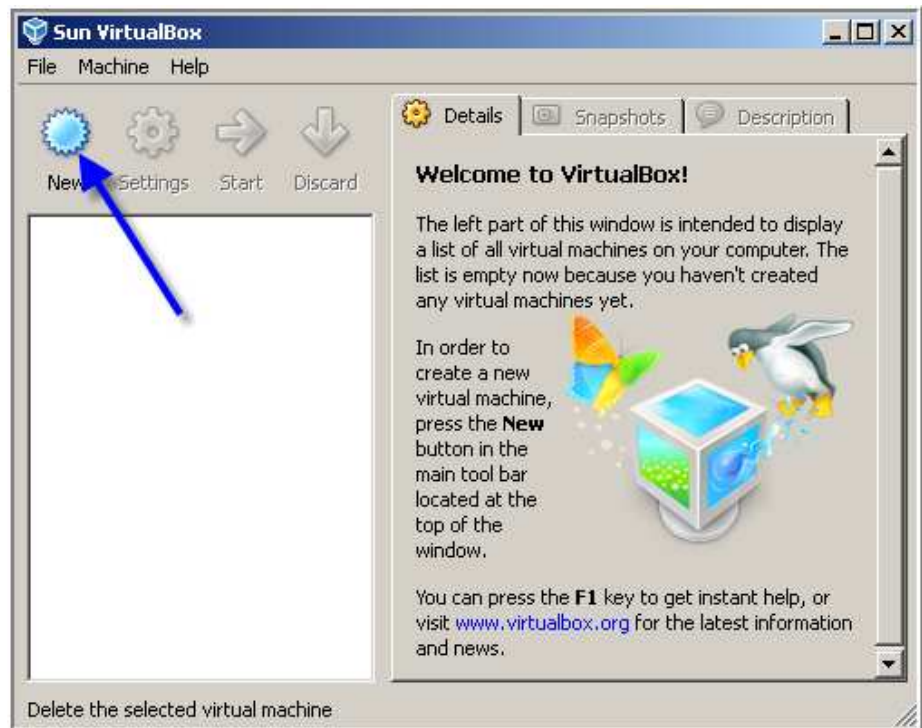 Sun VirtualBox
File Machine Help
New Settings Start Discard
Details Snapshots Description
Welcome to VirtualBox!
The left part of this window is intended to display
a list of all virtual machines on your computer. The
list is empty now because you haven't created
any virtual machines yet.
In order to
create a new
virtual machine,
press the New
button in the
main tool bar
located at the
top of the
window.
You can press the F1 key to get instant help, or
visit www.virtualbox.org for the latest information
and news.
Delete the selected virtual machine